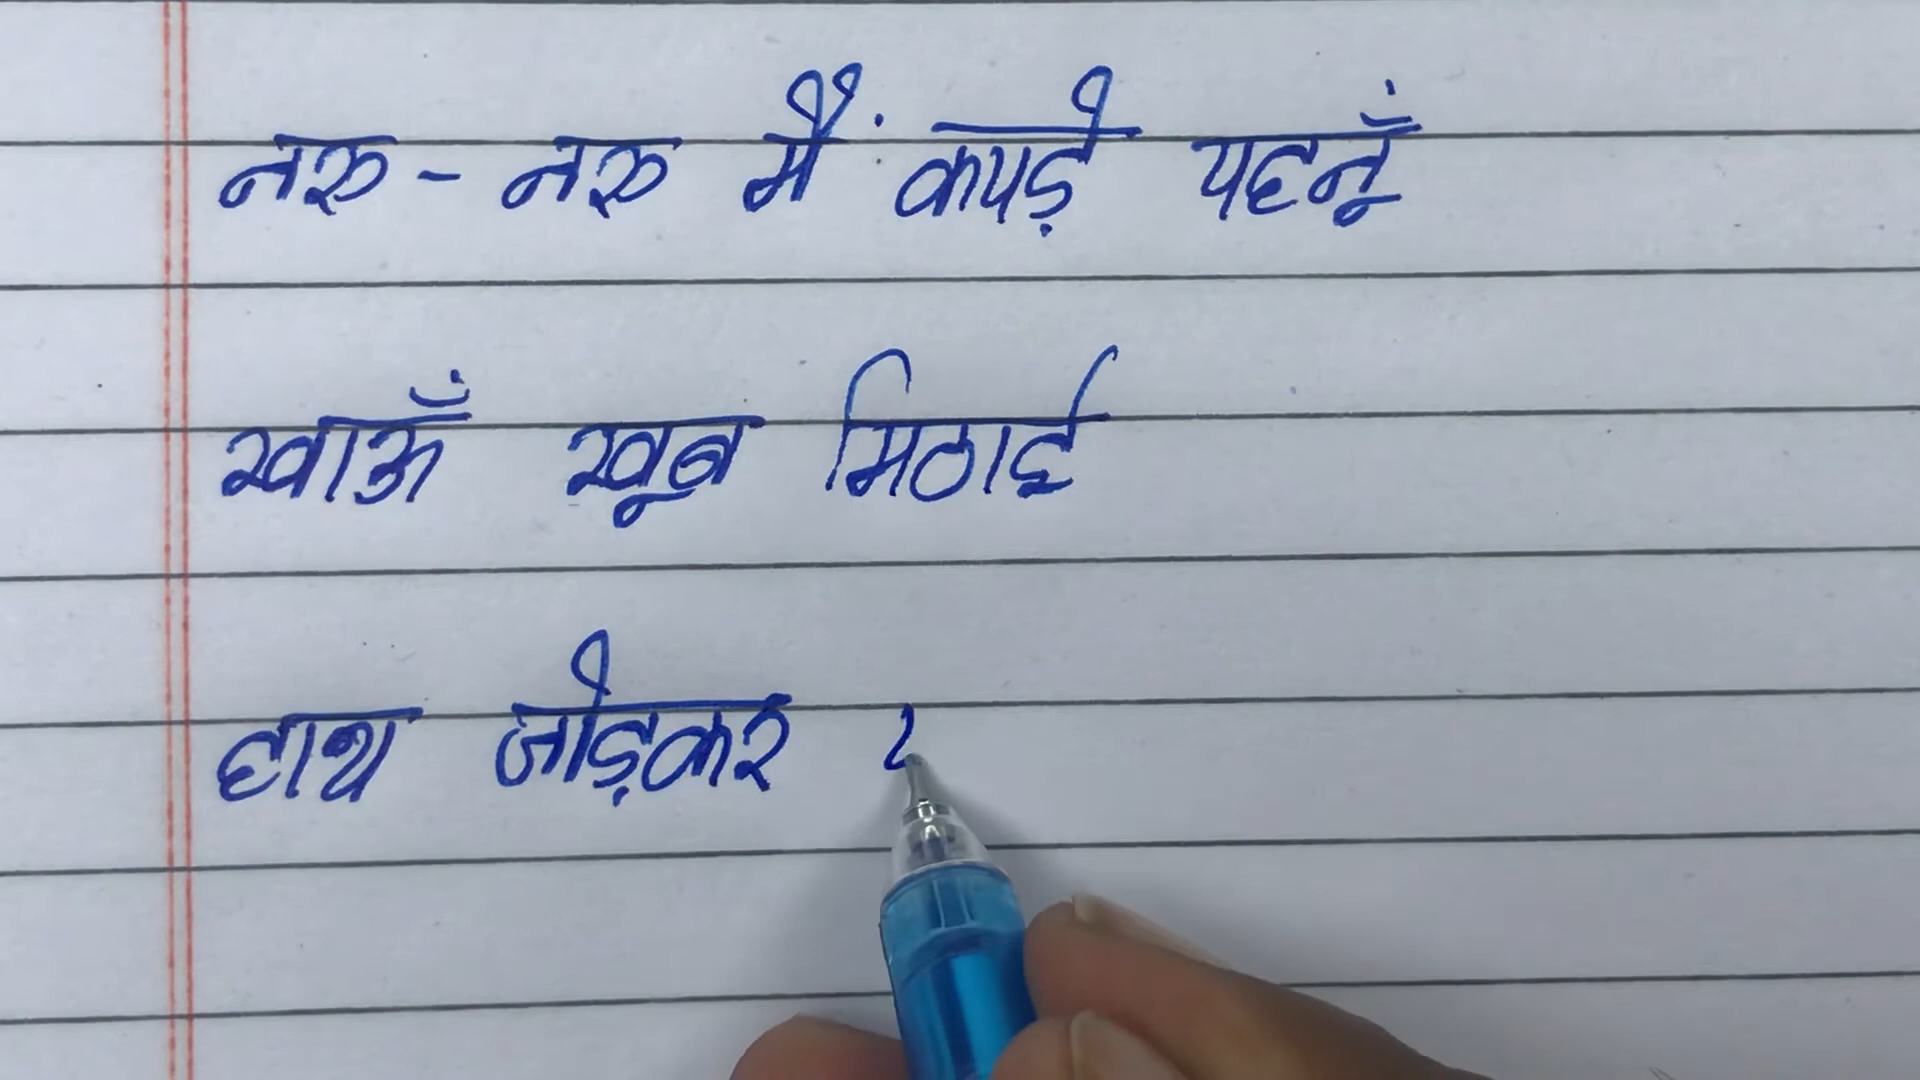 नए - नए मैं कपड़े पहनूँ
खाऊँ खूब मिठाई
हाथ जोड़कर